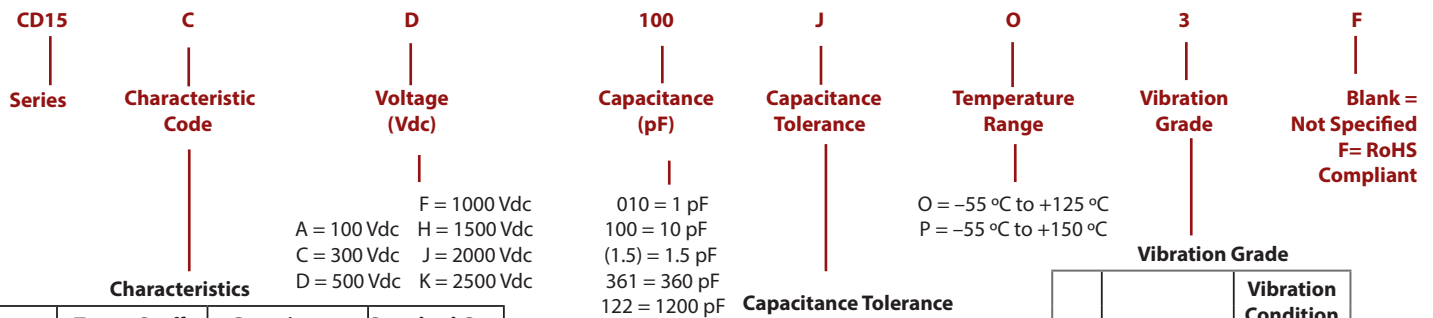 CD15 C D 100 J O 3 F
Series
Characteristic
Code
Voltage
(Vdc)
Capacitance
(pF)
Capacitance
Tolerance
Temperature
Range
Vibration
Grade
Blank =
Not Specified
F= RoHS
Compliant
F = 1000 Vdc
A = 100 Vdc H = 1500 Vdc
C = 300 Vdc J = 2000 Vdc
D = 500 Vdc K = 2500 Vdc
010 = 1 pF
100 = 10 pF
(1.5) = 1.5 pF
361 = 360 pF
122 = 1200 pF
O = –55 ºC to +125 ºC
P = –55 ºC to +150 ºC
Characteristics
Capacitance Tolerance
Vibration Grade
Vibration
Condition